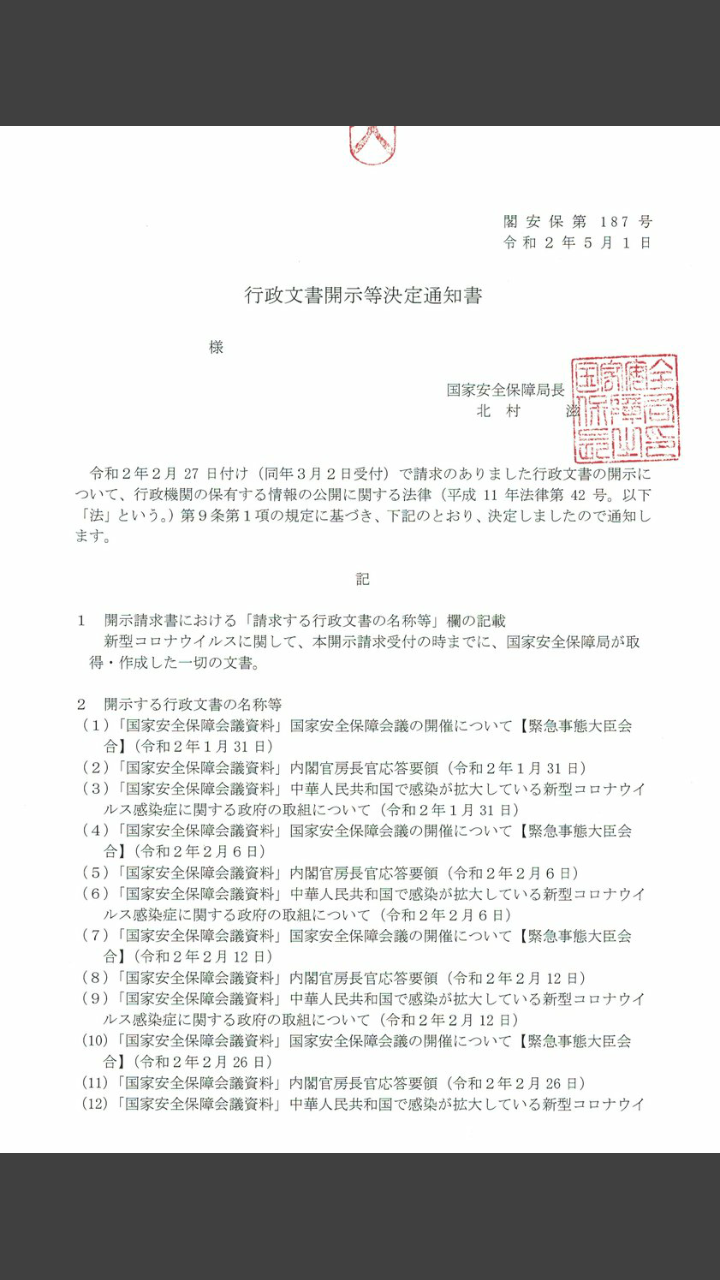 閣安保第187号
令和2年5月1日
行政文書開示等決定通知書
様
国家安全保障局長
北村 滋
令和2年2月27日付け（同年3月2日受付）で請求のありました行政文書の開示に
ついて、行政機関の保有する情報の公開に関する法律（平成11年法律第42号。以下
「法」という。）第9条第1項の規定に基づき、下記のとおり、決定しましたので通知し
ます。
記
1 開示請求書における「請求する行政文書の名称等」欄の記載
新型コロナウイルスに関して、本開示請求受付の時までに、国家安全保障局が取
得・作成した一切の文書。
2 開示する行政文書の名称等
（1）「国家安全保障会議資料」国家安全保障会議の開催について【緊急事態大臣会
合】（令和2年1月31日）
（2）「国家安全保障会議資料」内閣官房長官応答要領（令和2年1月31日）
（3）「国家安全保障会議資料」中華人民共和国で感染が拡大している新型コロナウイ
ルス感染症に関する政府の取組について（令和2年1月31日）
（4）「国家安全保障会議資料」国家安全保障会議の開催について【緊急事態大臣会
合】（令和2年2月6日）
（5）「国家安全保障会議資料」内閣官房長官応答要領（令和2年2月6日）
（6）「国家安全保障会議資料」中華人民共和国で感染が拡大している新型コロナウイ
ルス感染症に関する政府の取組について（令和2年2月6日）
（7）「国家安全保障会議資料」国家安全保障会議の開催について【緊急事態大臣会
合】（令和2年2月12日）
（8）「国家安全保障会議資料」内閣官房長官応答要領（令和2年2月12日）
（9）「国家安全保障会議資料」中華人民共和国で感染が拡大している新型コロナウイ
ルス感染症に関する政府の取組について（令和2年2月12日）
（10）「国家安全保障会議資料」国家安全保障会議の開催について【緊急事態大臣会
合】（令和2年2月26日）
（11）「国家安全保障会議資料」内閣官房長官応答要領（令和2年2月26日）
（12）「国家安全保障会議資料」中華人民共和国で感染が拡大している新型コロナウイ